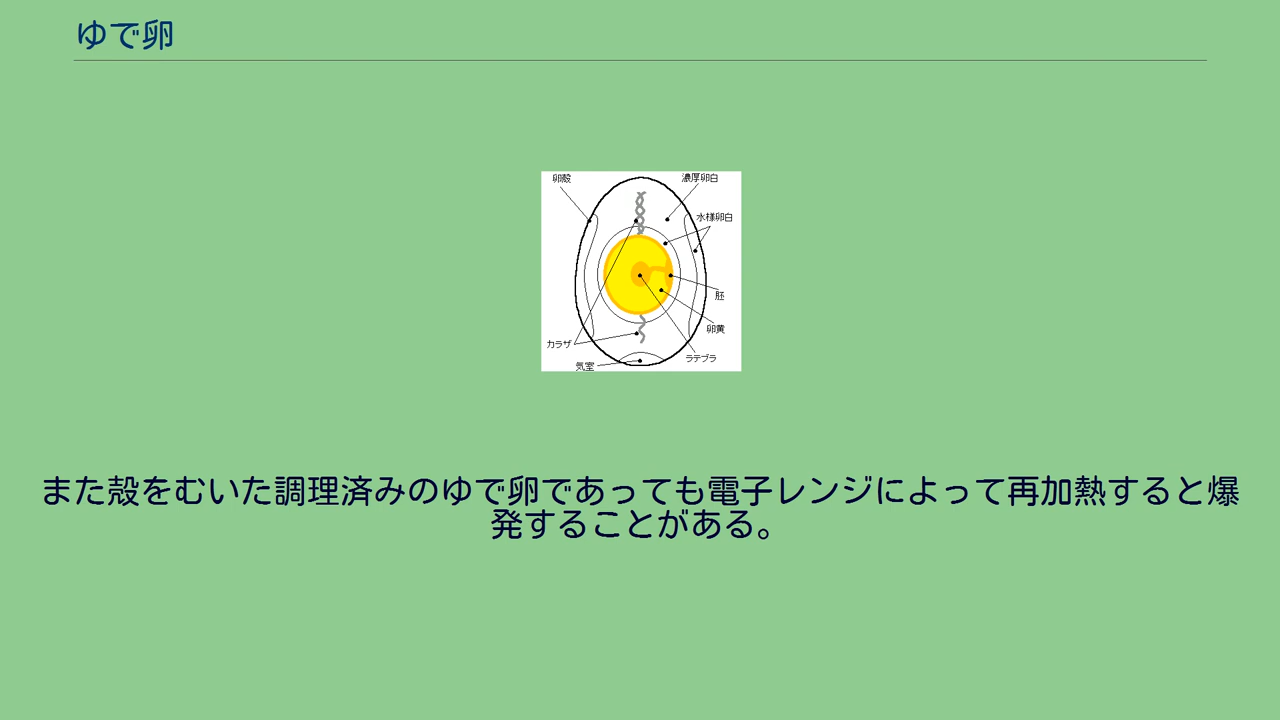 ゆで卵
卵殻
濃厚卵白
水様卵白
胚
卵黄
カラザ
ラテブラ
気室
また殻をむいた調理済みのゆで卵であっても電子レンジによって再加熱すると爆
発することがある。